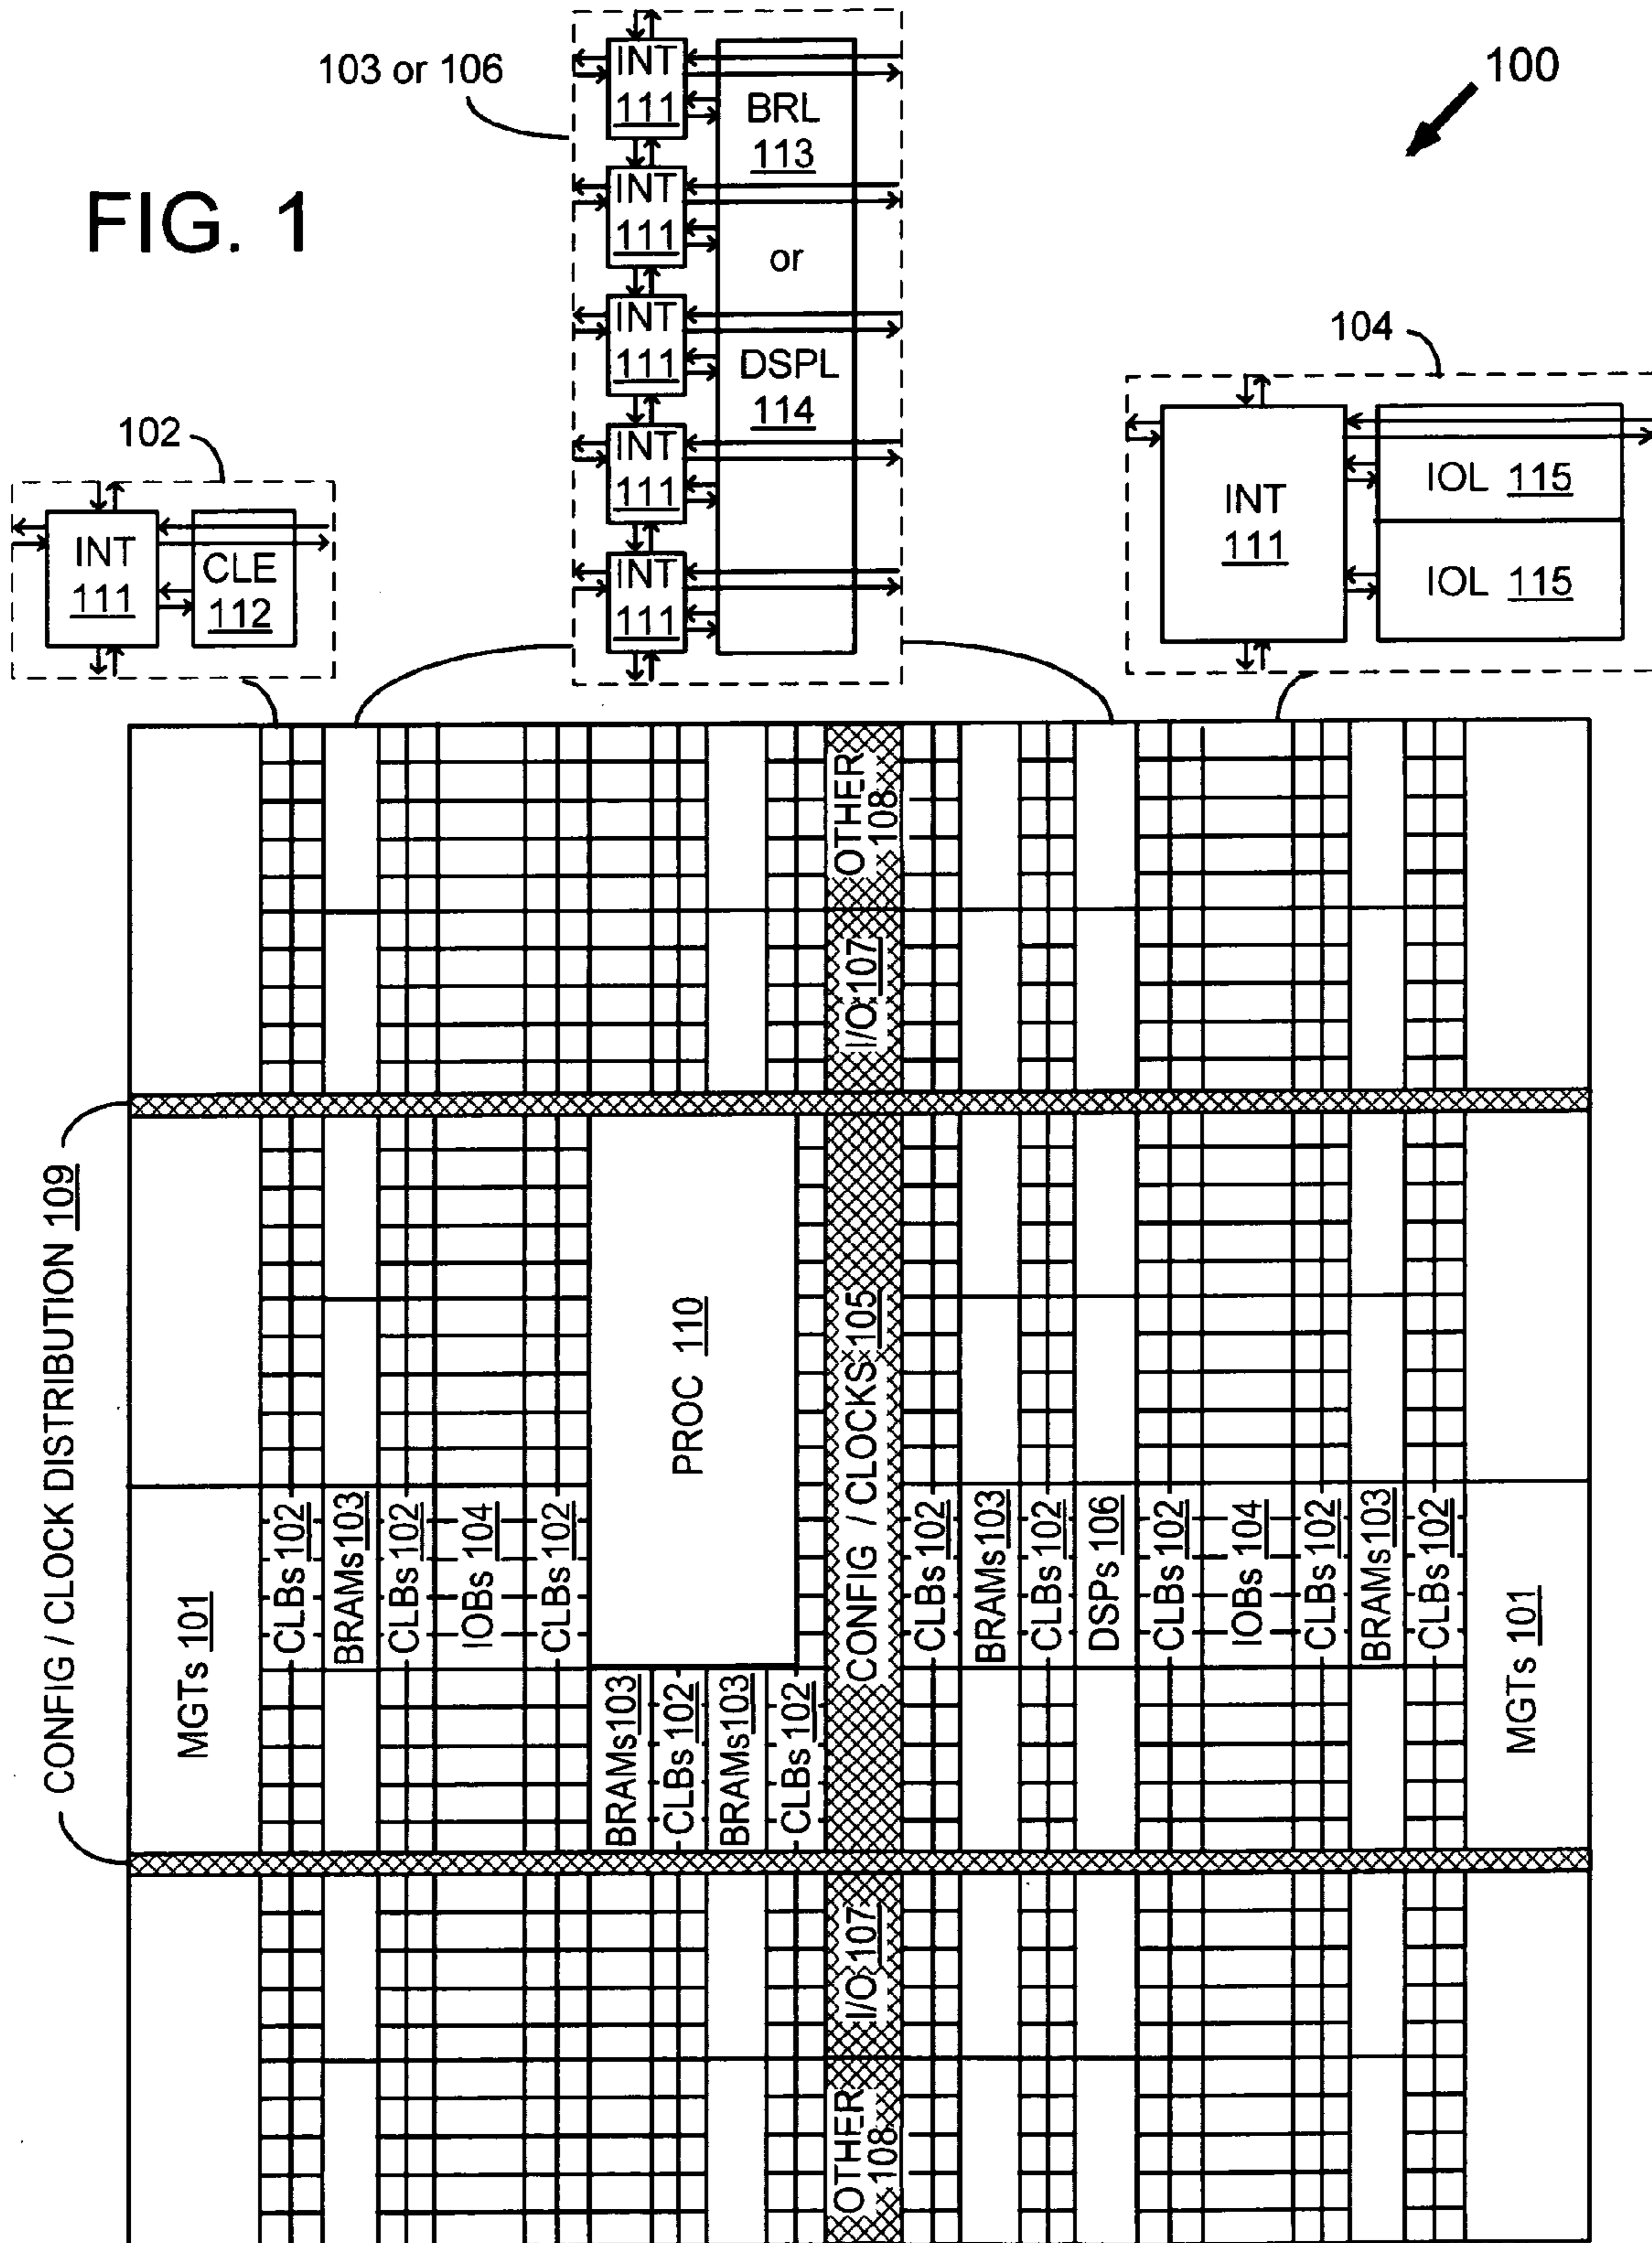 FIG. 1
100
103 or 106
INT
111
INT
111
INT
111
INT
111
INT
111
BRL
113
or
DSPL
114
102
INT
111
CLE
112
104
INT
111
IOL 115
IOL 115
CONFIG / CLOCK DISTRIBUTION 109
OTHER
108
I/O 107
PROC 110
CONFIG / CLOCKS 105
MGTs 101
CLBs 102
BRAMs 103
CLBs 102
IOBs 104
CLBs 102
BRAMs 103
CLBs 102
BRAMs 103
CLBs 102
CLBs 102
BRAMs 103
CLBs 102
DSPs 106
CLBs 102
IOBs 104
CLBs 102
BRAMs 103
CLBs 102
MGTs 101
I/O 107
OTHER
108